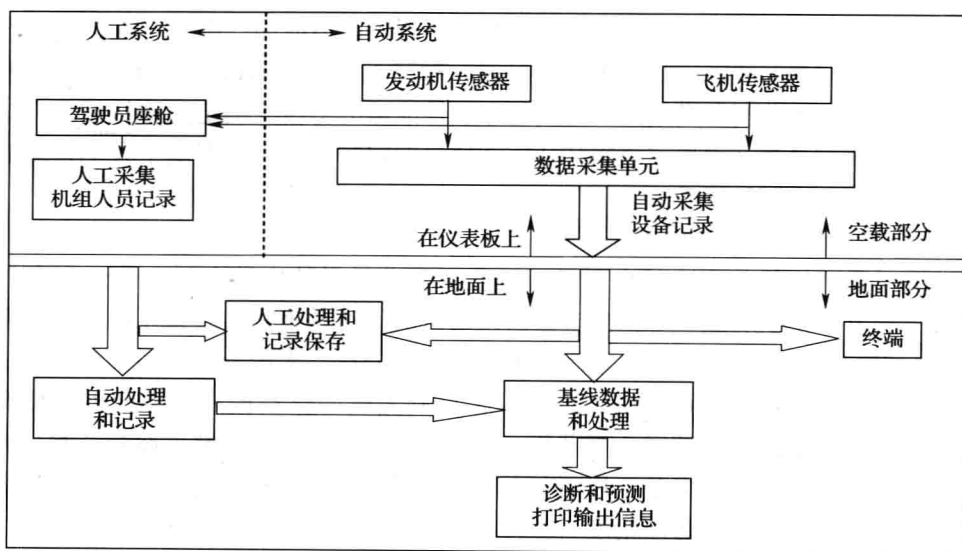 人工系统
自动系统
发动机传感器
飞机传感器
驾驶员座舱
数据采集单元
人工采集
机组人员记录
自动采集
设备记录
在仪表板上
空载部分
在地面上
地面部分
人工处理和
记录保存
终端
自动处理
和记录
基线数据
和处理
诊断和预测
打印输出信息